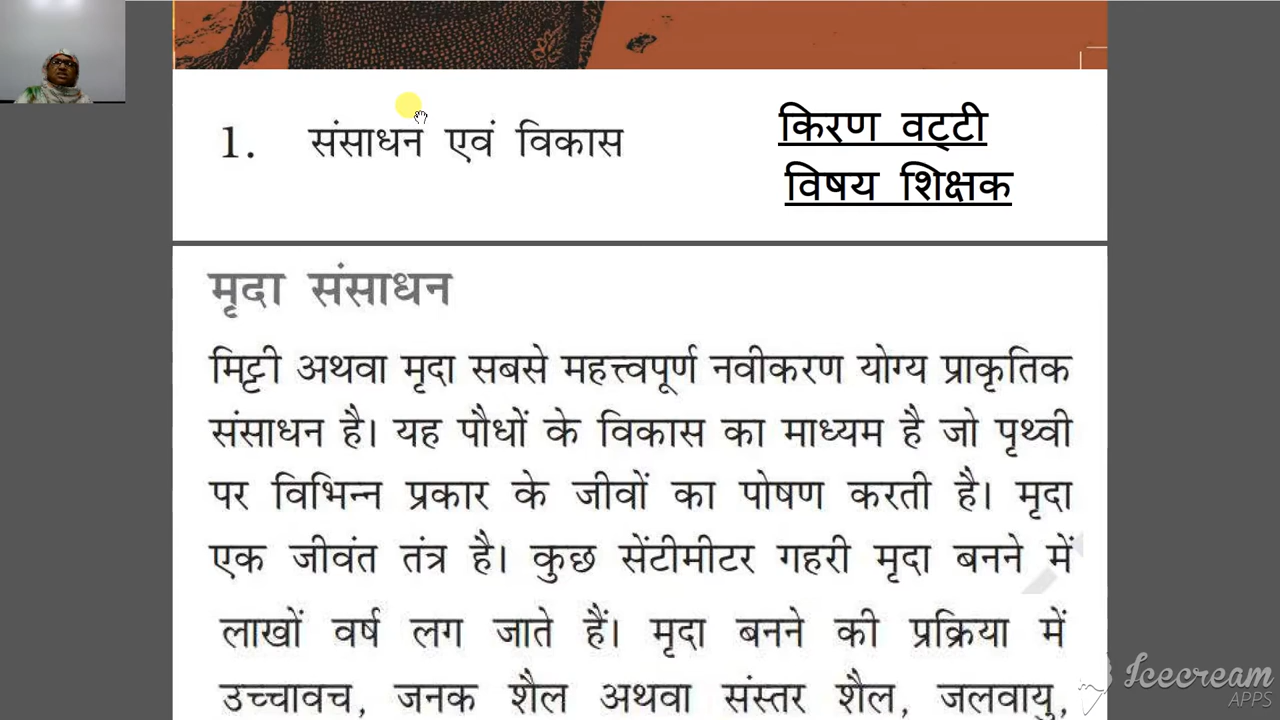 1. संसाधन एवं विकास
किरण वट्टी
विषय शिक्षक
मृदा संसाधन
मिट्टी अथवा मृदा सबसे महत्त्वपूर्ण नवीकरण योग्य प्राकृतिक
संसाधन है। यह पौधों के विकास का माध्यम है जो पृथ्वी
पर विभिन्न प्रकार के जीवों का पोषण करती है। मृदा
एक जीवंत तंत्र है। कुछ सेंटीमीटर गहरी मृदा बनने में
लाखों वर्ष लग जाते हैं। मृदा बनने की प्रक्रिया में
उच्चावच, जनक शैल अथवा संस्तर शैल, जलवायु,
Icecream
APPS